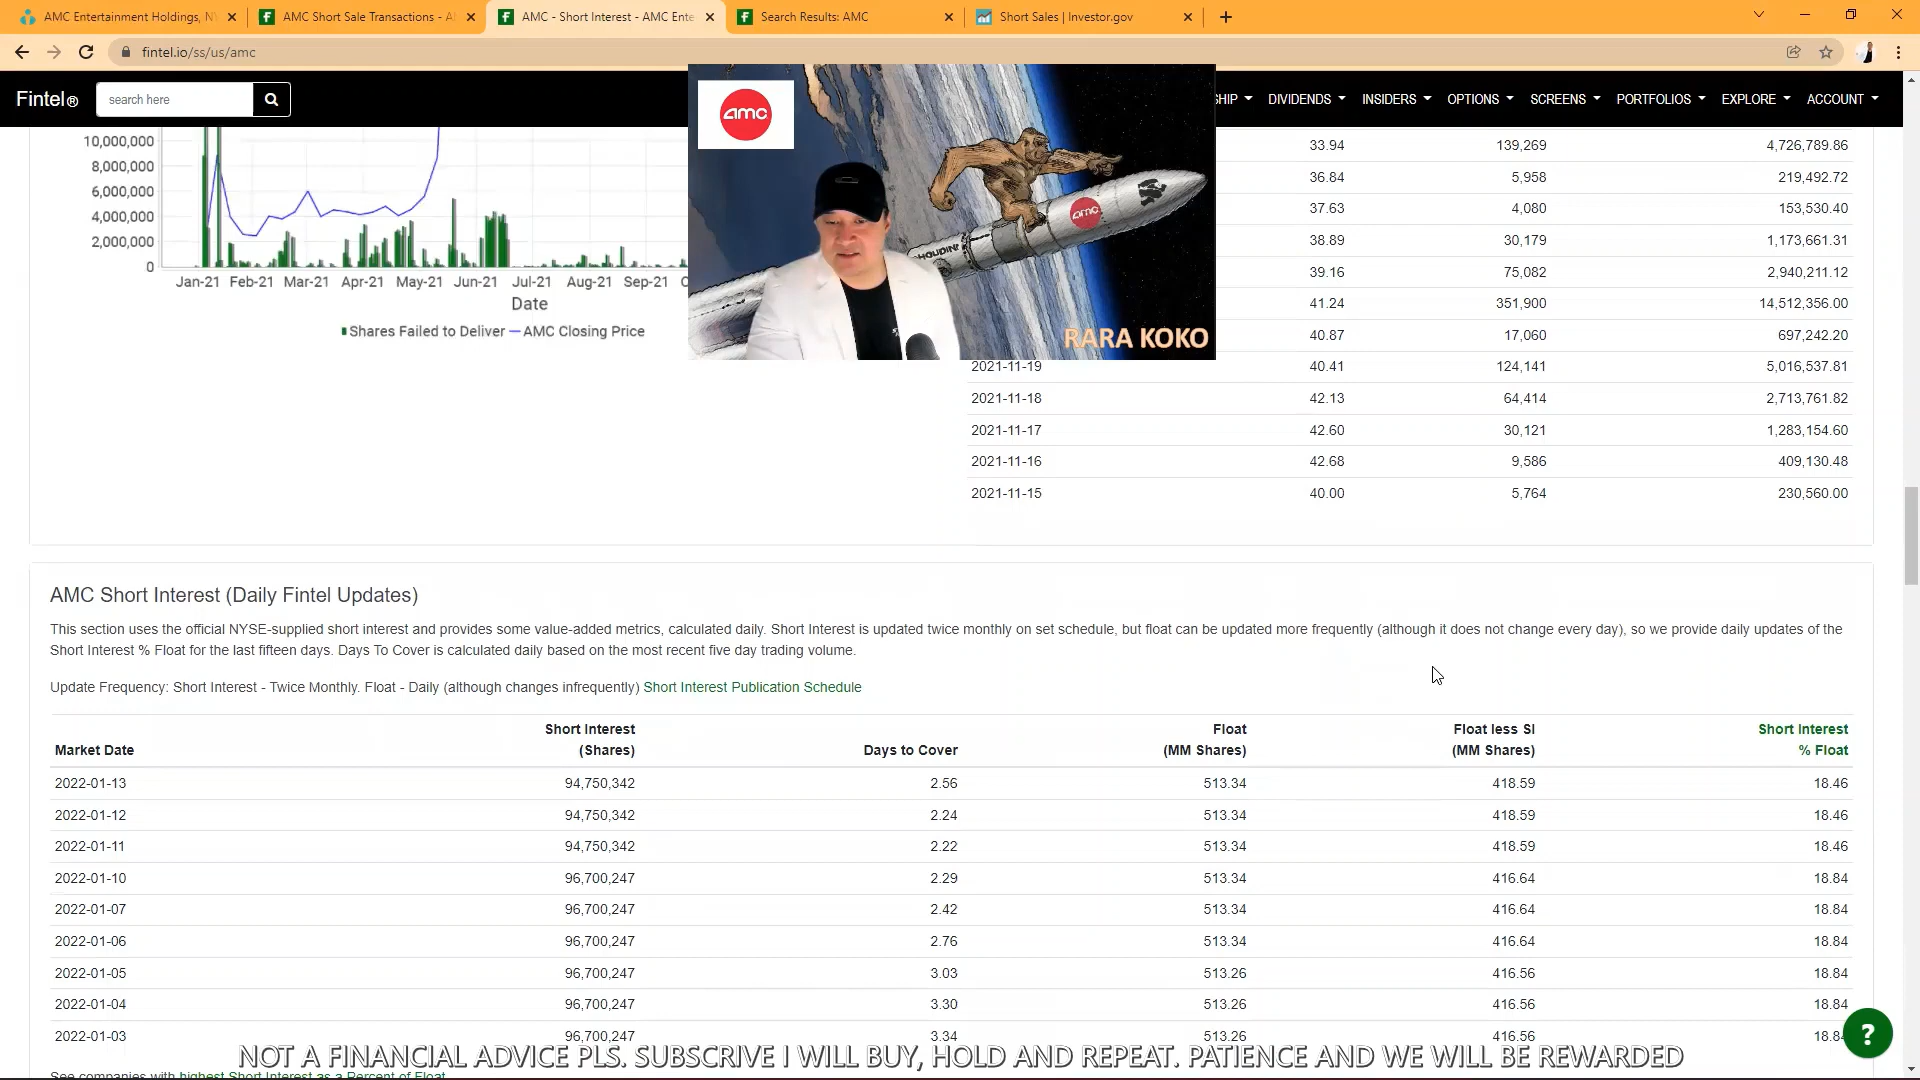 AMC Entertainment Holdings, NY
AMC Short Sale Transactions - A
AMC - Short Interest - AMC Ente
Search Results: AMC
Short Sales | Investor.gov
fintel.io/ss/us/amc
Fintel®
search here
SHIP
DIVIDENDS
INSIDERS
OPTIONS
SCREENS
PORTFOLIOS
EXPLORE
ACCOUNT
amc
amc
HOUDINI
RARA KOKO
10,000,000
8,000,000
6,000,000
4,000,000
2,000,000
0
Jan-21 Feb-21 Mar-21 Apr-21 May-21 Jun-21 Jul-21 Aug-21 Sep-21 O
Date
Shares Failed to Deliver AMC Closing Price
33.94 139,269 4,726,789.86
36.84 5,958 219,492.72
37.63 4,080 153,530.40
38.89 30,179 1,173,661.31
39.16 75,082 2,940,211.12
41.24 351,900 14,512,356.00
40.87 17,060 697,242.20
2021-11-19 40.41 124,141 5,016,537.81
2021-11-18 42.13 64,414 2,713,761.82
2021-11-17 42.60 30,121 1,283,154.60
2021-11-16 42.68 9,586 409,130.48
2021-11-15 40.00 5,764 230,560.00
AMC Short Interest (Daily Fintel Updates)
This section uses the official NYSE-supplied short interest and provides some value-added metrics, calculated daily. Short Interest is updated twice monthly on set schedule, but float can be updated more frequently (although it does not change every day), so we provide daily updates of the
Short Interest % Float for the last fifteen days. Days To Cover is calculated daily based on the most recent five day trading volume.
Update Frequency: Short Interest - Twice Monthly. Float - Daily (although changes infrequently) Short Interest Publication Schedule
Market Date Short Interest (Shares) Days to Cover Float (MM Shares) Float less SI (MM Shares) Short Interest % Float
2022-01-13 94,750,342 2.56 513.34 418.59 18.46
2022-01-12 94,750,342 2.24 513.34 418.59 18.46
2022-01-11 94,750,342 2.22 513.34 418.59 18.46
2022-01-10 96,700,247 2.29 513.34 416.64 18.84
2022-01-07 96,700,247 2.42 513.34 416.64 18.84
2022-01-06 96,700,247 2.76 513.34 416.64 18.84
2022-01-05 96,700,247 3.03 513.26 416.56 18.84
2022-01-04 96,700,247 3.30 513.26 416.56 18.84
2022-01-03 96,700,247 3.34 513.26 416.56 18.84
NOT A FINANCIAL ADVICE PLS. SUBSCRIVE I WILL BUY, HOLD AND REPEAT. PATIENCE AND WE WILL BE REWARDED
See companies with highest Short Interest as a Percent of Float
?